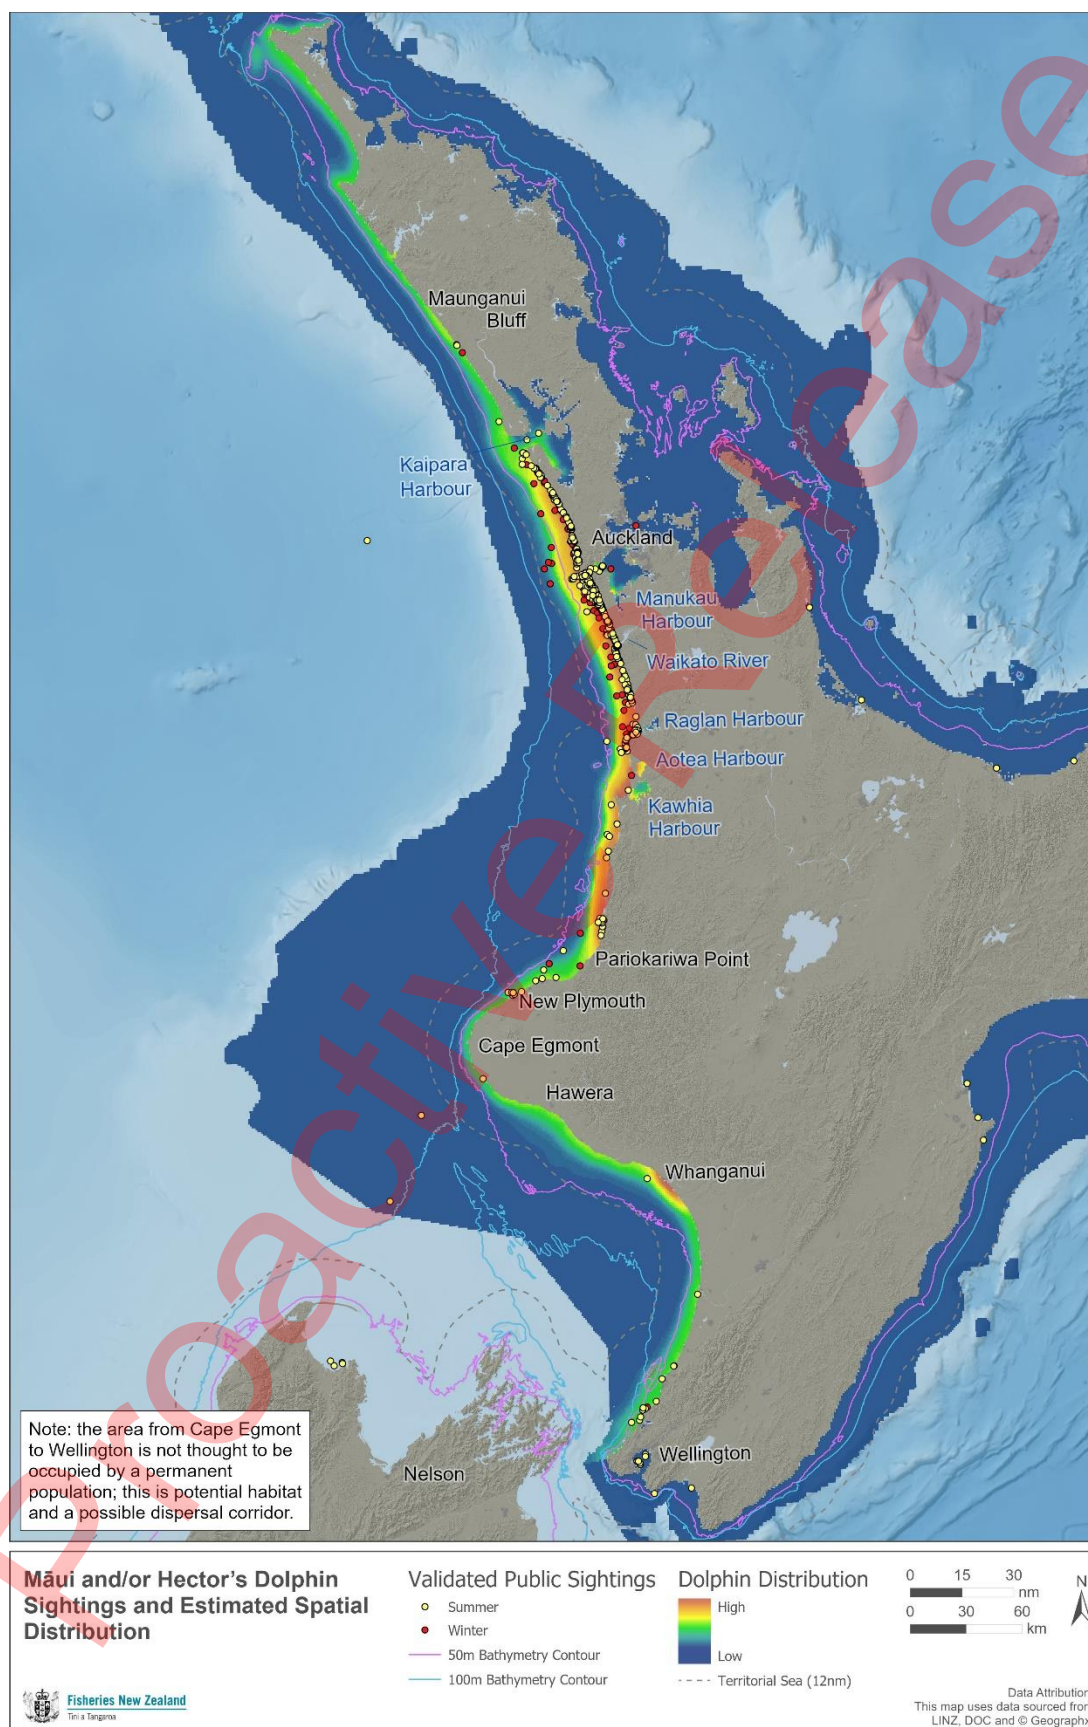 Maunganui
Bluff
Kaipara
Harbour
Auckland
Manukau
Harbour
Waikato River
Raglan Harbour
Aotea Harbour
Kawhia
Harbour
Pariokariwa Point
New Plymouth
Cape Egmont
Hawera
Whanganui
Wellington
Nelson
Proactive Release
Note: the area from Cape Egmont
to Wellington is not thought to be
occupied by a permanent
population; this is potential habitat
and a possible dispersal corridor.
Māui and/or Hector's Dolphin
Sightings and Estimated Spatial
Distribution
Fisheries New Zealand
Tini a Tangaroa
Validated Public Sightings
Summer
Winter
50m Bathymetry Contour
100m Bathymetry Contour
Dolphin Distribution
High
Low
Territorial Sea (12nm)
0 15 30
nm
0 30 60
km
N
Data Attribution
This map uses data sourced from
LINZ, DOC and © Geographx